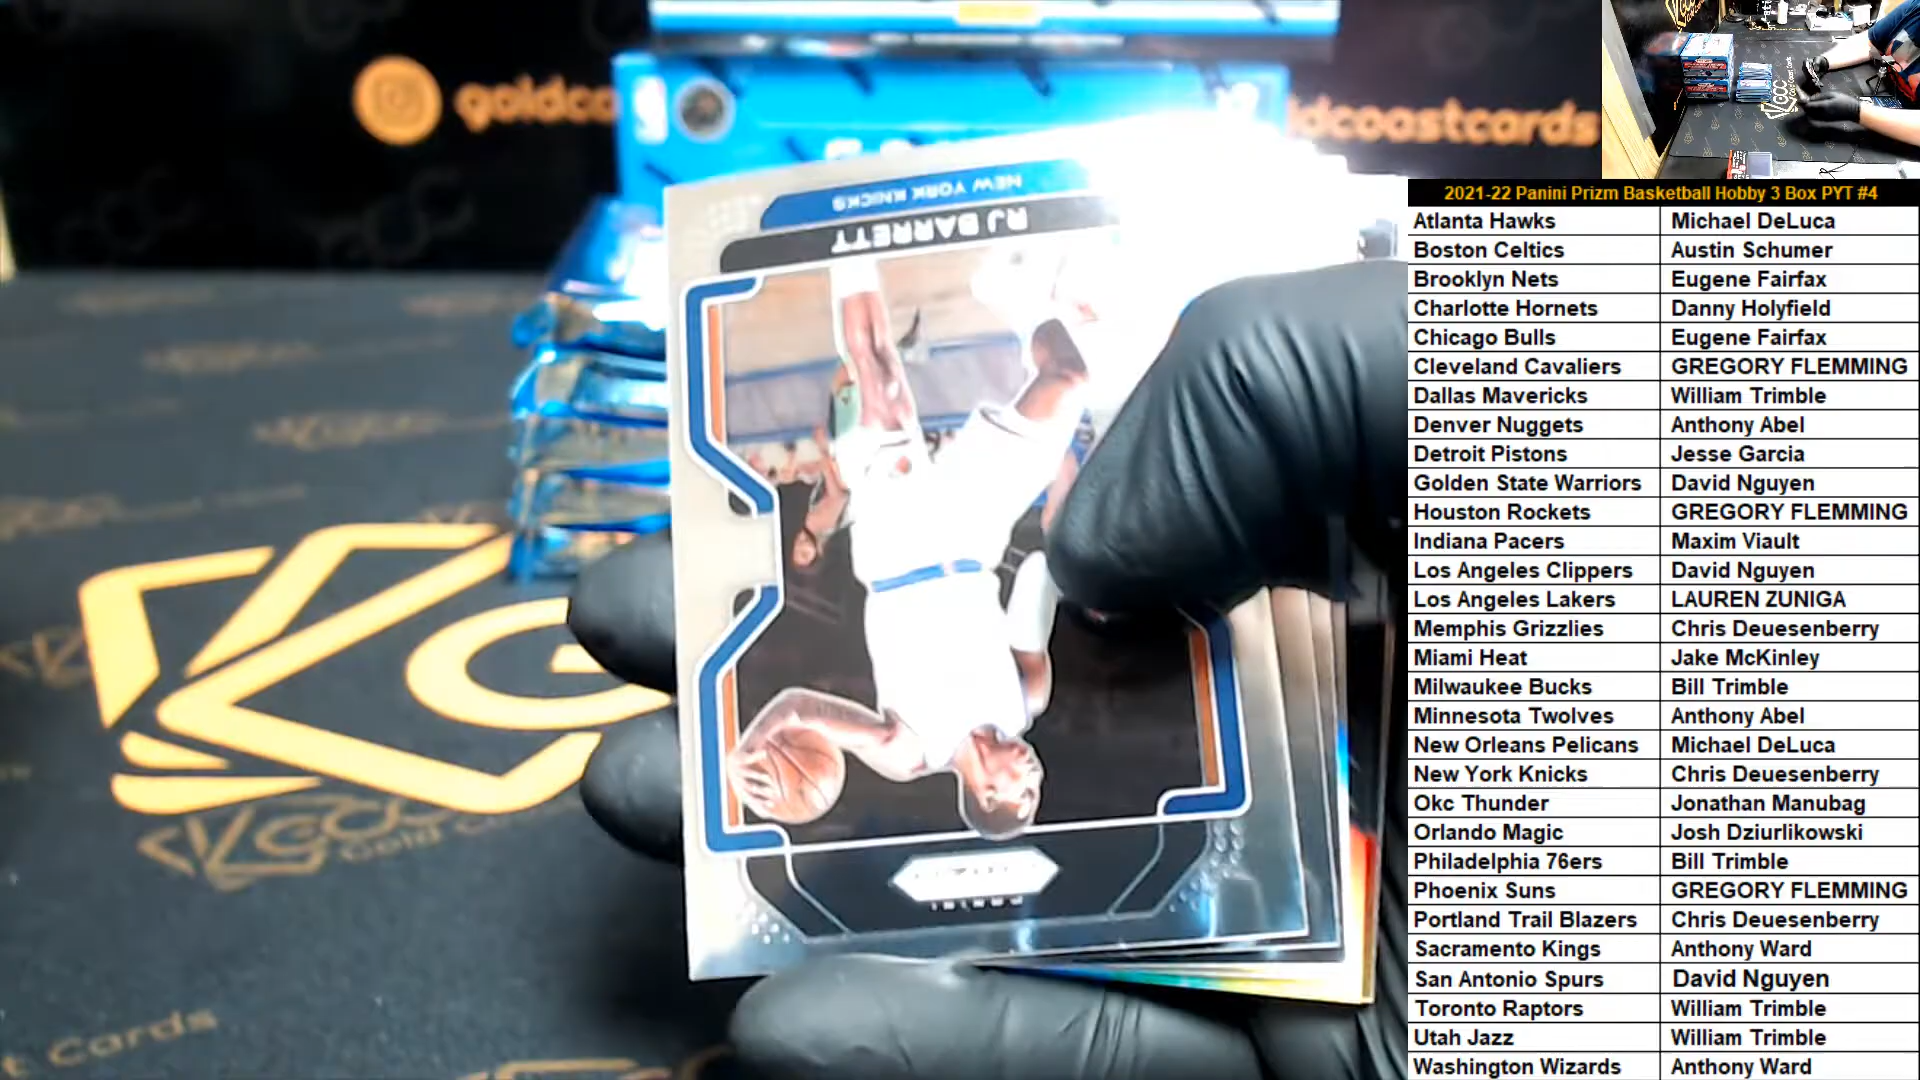 goldco
ldcoastcards
NEW YORK KNICKS
RJ BARRETT
PANINI
GCC
Gold C
t Cards
2021-22 Panini Prizm Basketball Hobby 3 Box PYT #4
Atlanta Hawks Michael DeLuca
Boston Celtics Austin Schumer
Brooklyn Nets Eugene Fairfax
Charlotte Hornets Danny Holyfield
Chicago Bulls Eugene Fairfax
Cleveland Cavaliers GREGORY FLEMMING
Dallas Mavericks William Trimble
Denver Nuggets Anthony Abel
Detroit Pistons Jesse Garcia
Golden State Warriors David Nguyen
Houston Rockets GREGORY FLEMMING
Indiana Pacers Maxim Viault
Los Angeles Clippers David Nguyen
Los Angeles Lakers LAUREN ZUNIGA
Memphis Grizzlies Chris Deuesenberry
Miami Heat Jake McKinley
Milwaukee Bucks Bill Trimble
Minnesota Twolves Anthony Abel
New Orleans Pelicans Michael DeLuca
New York Knicks Chris Deuesenberry
Okc Thunder Jonathan Manubag
Orlando Magic Josh Dziurlikowski
Philadelphia 76ers Bill Trimble
Phoenix Suns GREGORY FLEMMING
Portland Trail Blazers Chris Deuesenberry
Sacramento Kings Anthony Ward
San Antonio Spurs David Nguyen
Toronto Raptors William Trimble
Utah Jazz William Trimble
Washington Wizards Anthony Ward